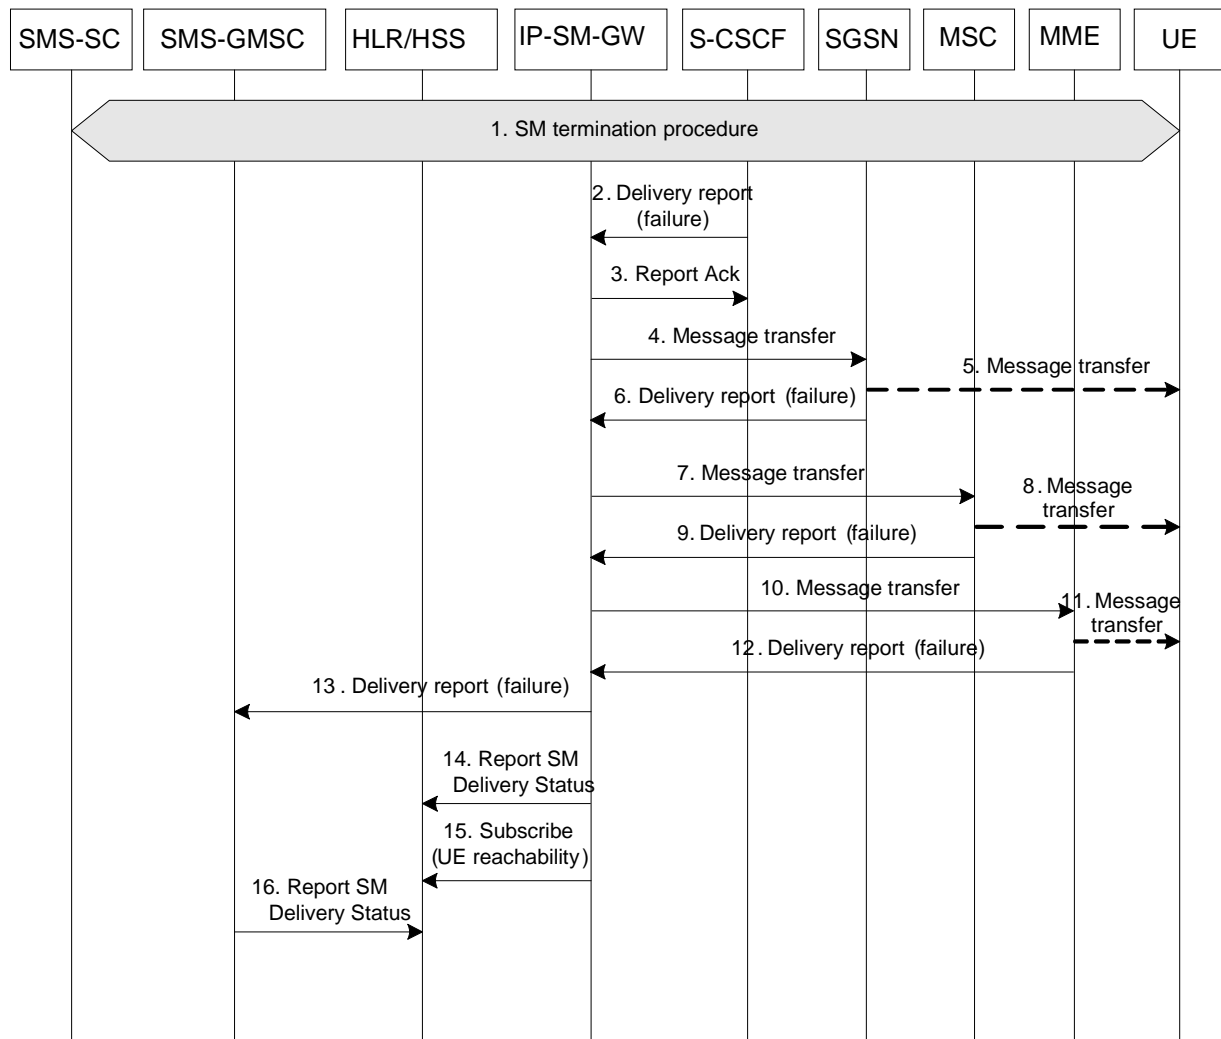 SMS-SC
SMS-GMSC
HLR/HSS
IP-SM-GW
S-CSCF
SGSN
MSC
MME
UE
1. SM termination procedure
2. Delivery report
(failure)
3. Report Ack
4. Message transfer
5. Message transfer
6. Delivery report (failure)
7. Message transfer
8. Message
transfer
9. Delivery report (failure)
10. Message transfer
11. Message
transfer
12. Delivery report (failure)
13. Delivery report (failure)
14. Report SM
Delivery Status
15. Subscribe
(UE reachability)
16. Report SM
Delivery Status